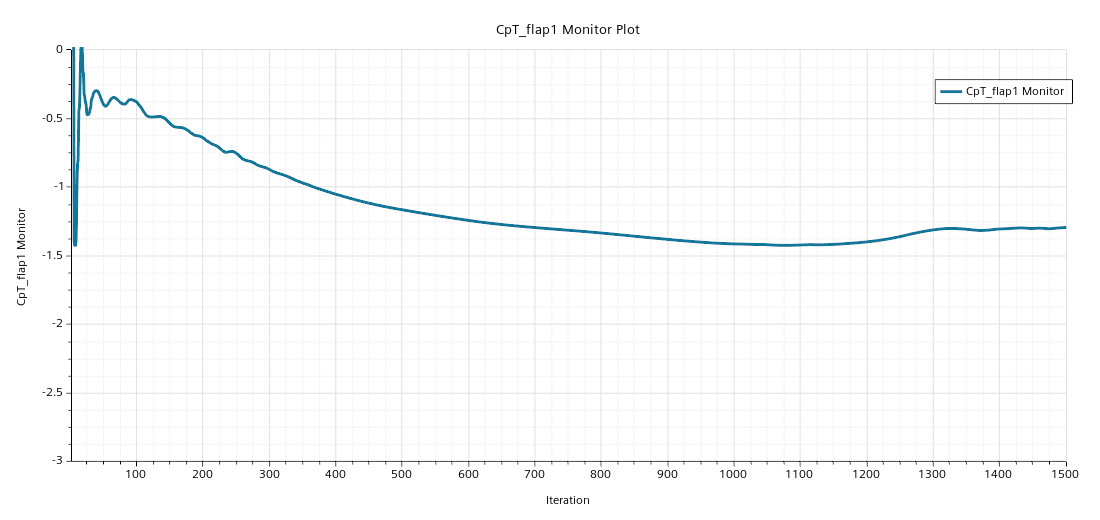 CpT_flap1 Monitor Plot
CpT_flap1 Monitor
0
-0.5
-1
-1.5
-2
-2.5
-3
CpT_flap1 Monitor
100 200 300 400 500 600 700 800 900 1000 1100 1200 1300 1400 1500
Iteration